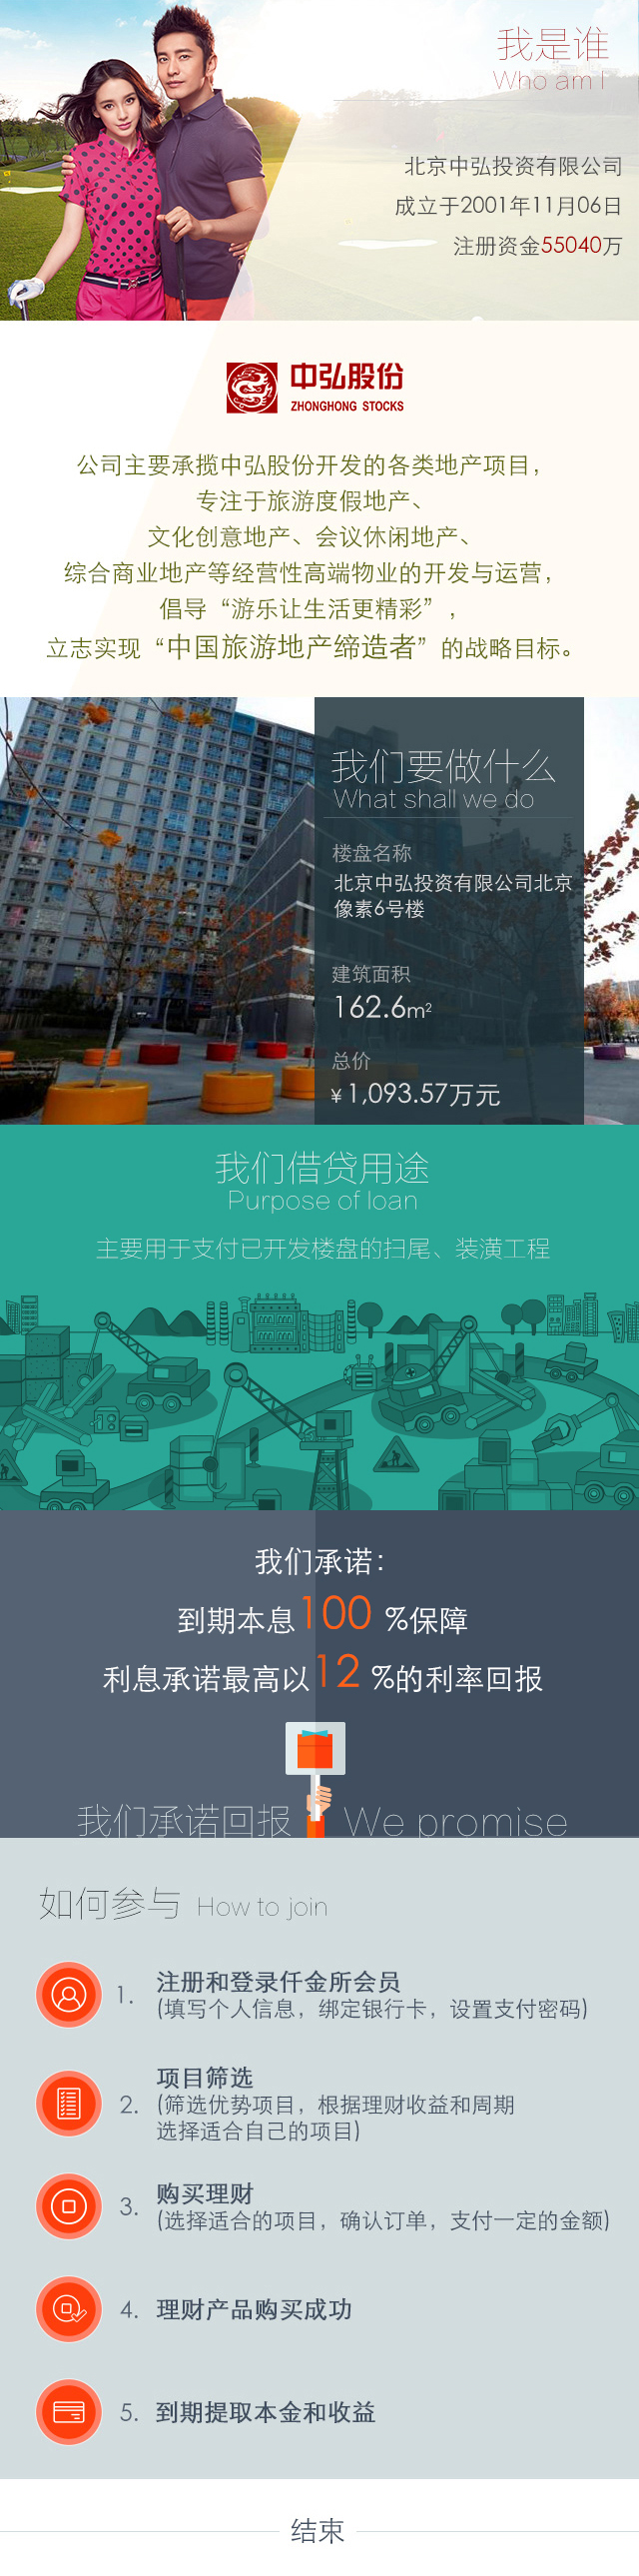 我是谁
Who am I
北京中弘投资有限公司
成立于2001年11月06日
注册资金55040万
中弘股份
ZHONGHONG STOCKS
公司主要承揽中弘股份开发的各类地产项目，
专注于旅游度假地产、
文化创意地产、会议休闲地产、
综合商业地产等经营性高端物业的开发与运营，
倡导“游乐让生活更精彩”，
立志实现“中国旅游地产缔造者”的战略目标。
我们要做什么
What shall we do
楼盘名称
北京中弘投资有限公司北京
像素6号楼
建筑面积
162.6m²
总价
¥1,093.57万元
我们借贷用途
Purpose of loan
主要用于支付已开发楼盘的扫尾、装潢工程
我们承诺：
到期本息100 %保障
利息承诺最高以12 %的利率回报
我们承诺回报 We promise
如何参与 How to join
1. 注册和登录仟金所会员
(填写个人信息，绑定银行卡，设置支付密码)
项目筛选
2. (筛选优势项目，根据理财收益和周期
选择适合自己的项目)
3. 购买理财
(选择适合的项目，确认订单，支付一定的金额)
4. 理财产品购买成功
5. 到期提取本金和收益
结束